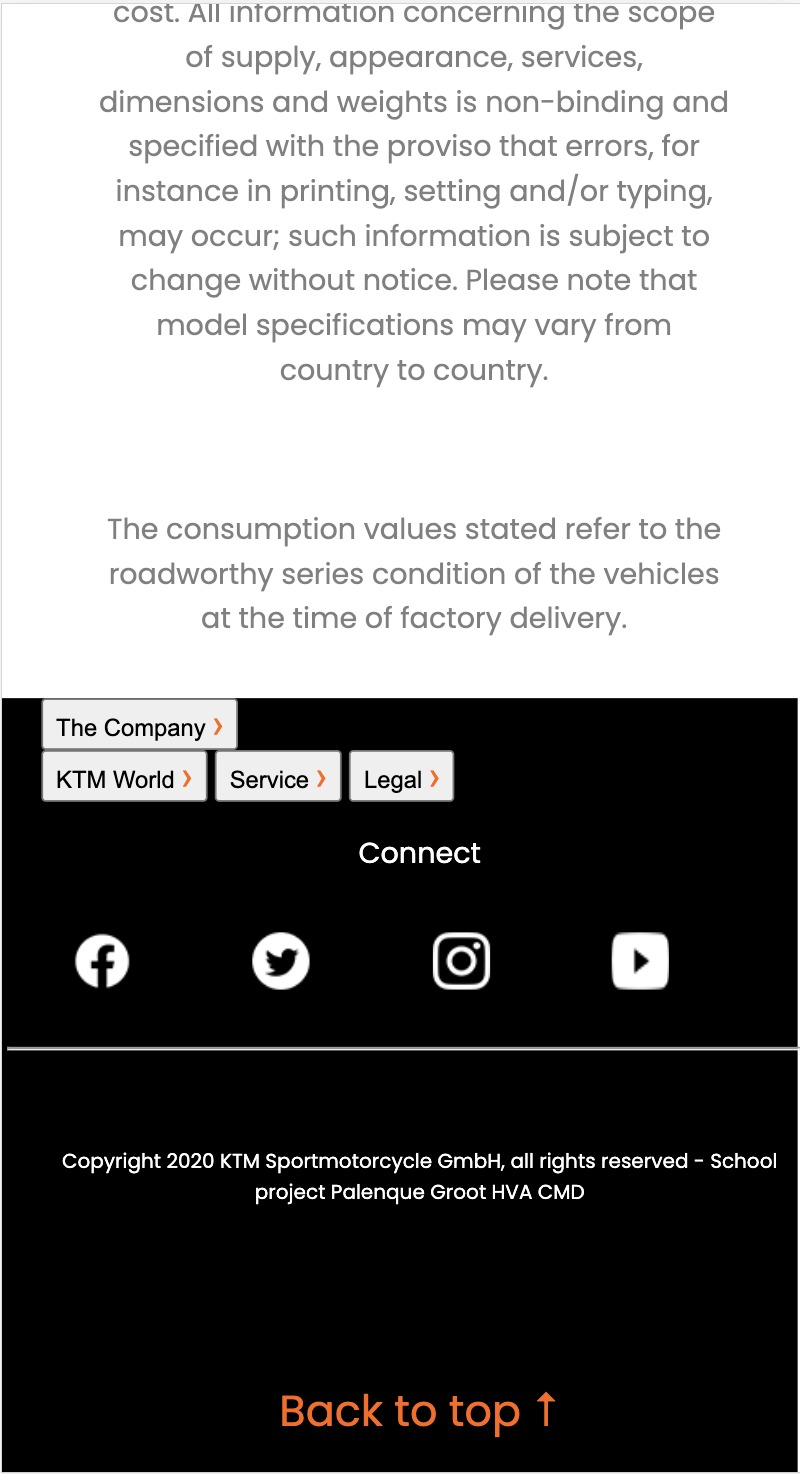 cost. All information concerning the scope
of supply, appearance, services,
dimensions and weights is non-binding and
specified with the proviso that errors, for
instance in printing, setting and/or typing,
may occur; such information is subject to
change without notice. Please note that
model specifications may vary from
country to country.
The consumption values stated refer to the
roadworthy series condition of the vehicles
at the time of factory delivery.
The Company ❯
KTM World ❯ Service ❯ Legal ❯
Connect
Copyright 2020 KTM Sportmotorcycle GmbH, all rights reserved - School
project Palenque Groot HVA CMD
Back to top ↑